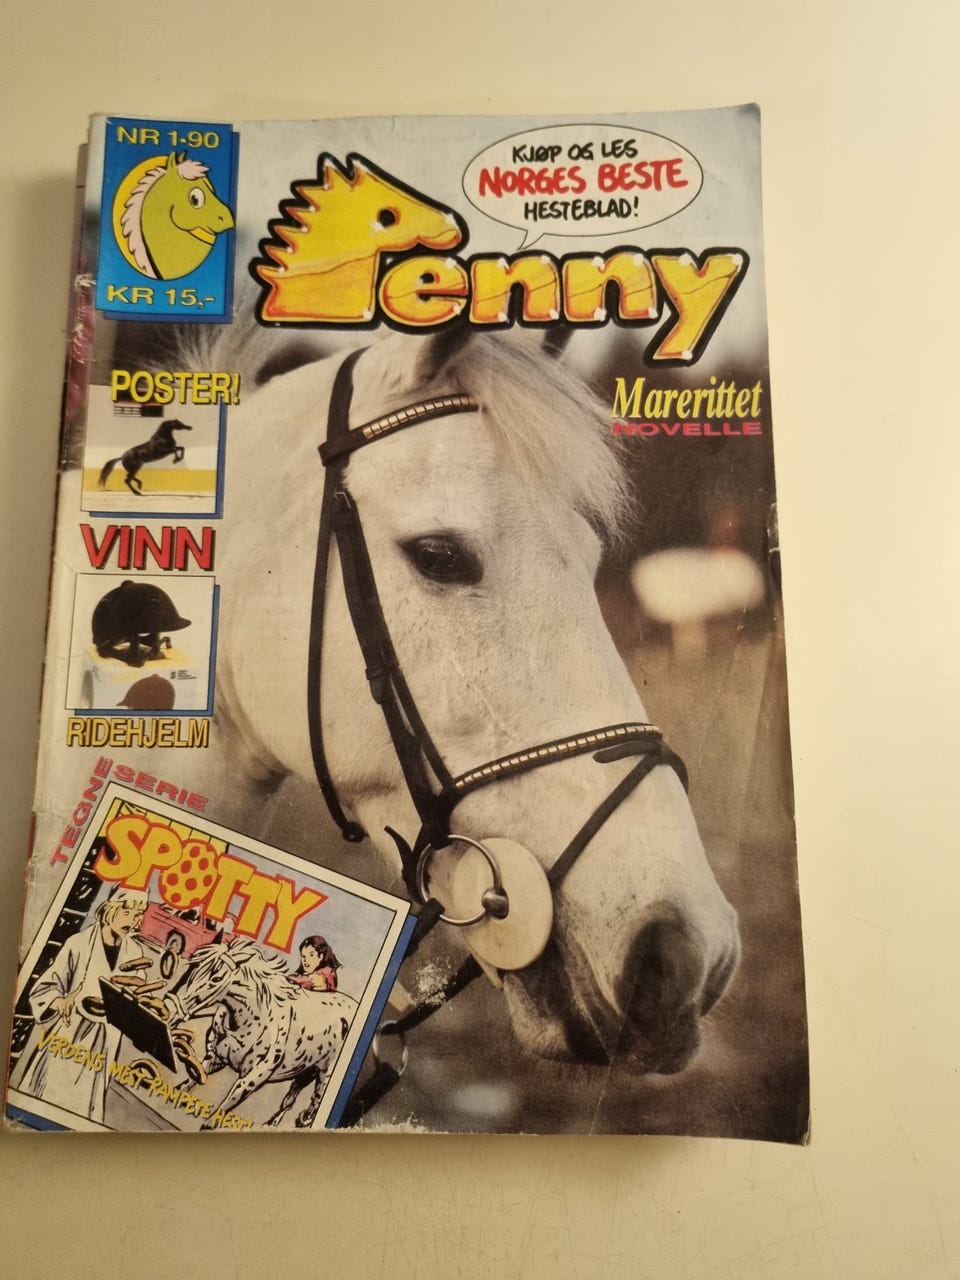 NR 1-90
KR 15,-
KJØP OG LES
NORGES BESTE
HESTEBLAD!
Penny
POSTER!
Marerittet
NOVELLE
VINN
RIDEHJELM
TEGNESERIE
SPOTTY
VERDENS MEST RAMPETE HEST!